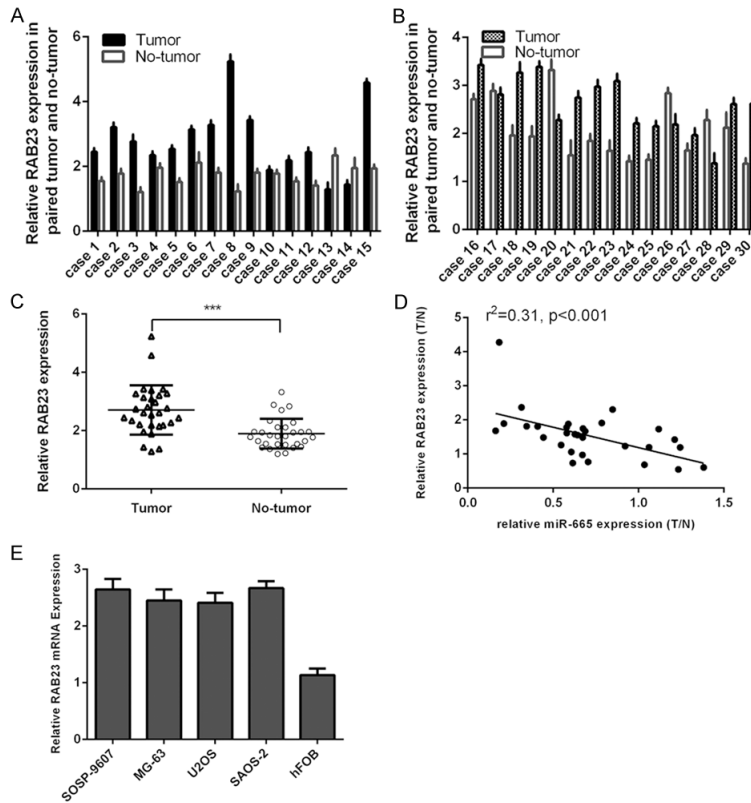 A
Relative RAB23 expression in
paired tumor and no-tumor
6
4
2
0
Tumor
No-tumor
case 1
case 2
case 3
case 4
case 5
case 6
case 7
case 8
case 9
case 10
case 11
case 12
case 13
case 14
case 15
B
Relative RAB23 expression in
paired tumor and no-tumor
4
3
2
1
0
Tumor
No-tumor
case 16
case 17
case 18
case 19
case 20
case 21
case 22
case 23
case 24
case 25
case 26
case 27
case 28
case 29
case 30
C
Relative RAB23 expression
6
4
2
0
***
Tumor
No-tumor
D
r²=0.31, p<0.001
Relative RAB23 expression (T/N)
5
4
3
2
1
0
0.0
0.5
1.0
1.5
relative miR-665 expression (T/N)
E
Relative RAB23 mRNA Expression
3
2
1
0
SOSP-9607
MG-63
U2OS
SAOS-2
hFOB